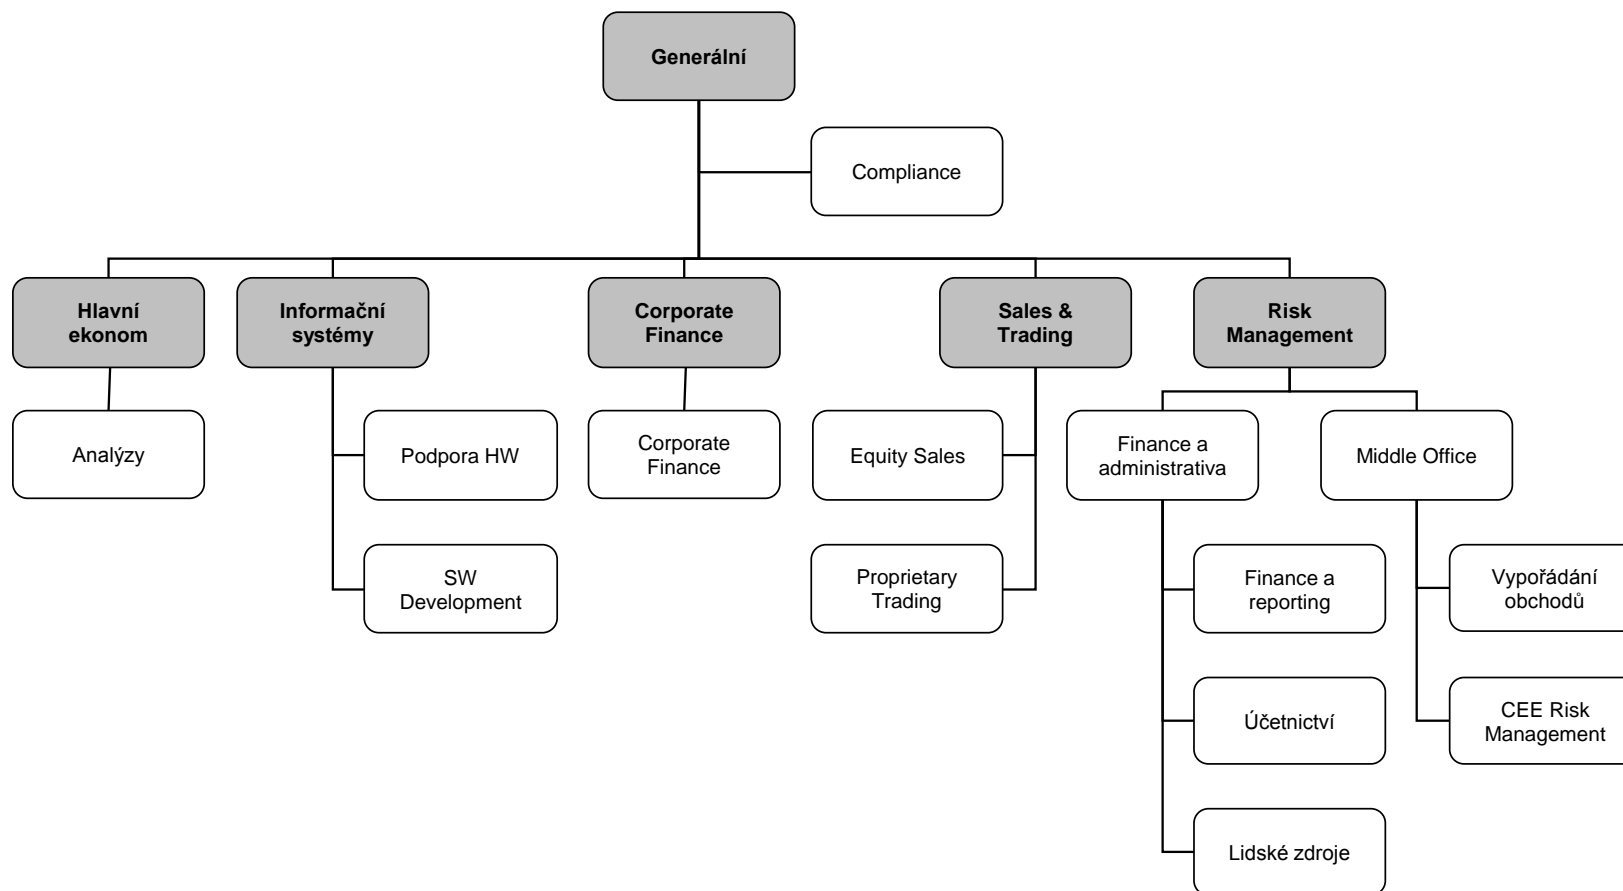 Generální
Compliance
Hlavní
ekonom
Informační
systémy
Corporate
Finance
Sales &
Trading
Risk
Management
Analýzy
Podpora HW
Corporate
Finance
Equity Sales
Finance a
administrativa
Middle Office
SW
Development
Proprietary
Trading
Finance a
reporting
Vypořádání
obchodů
Účetnictví
CEE Risk
Management
Lidské zdroje